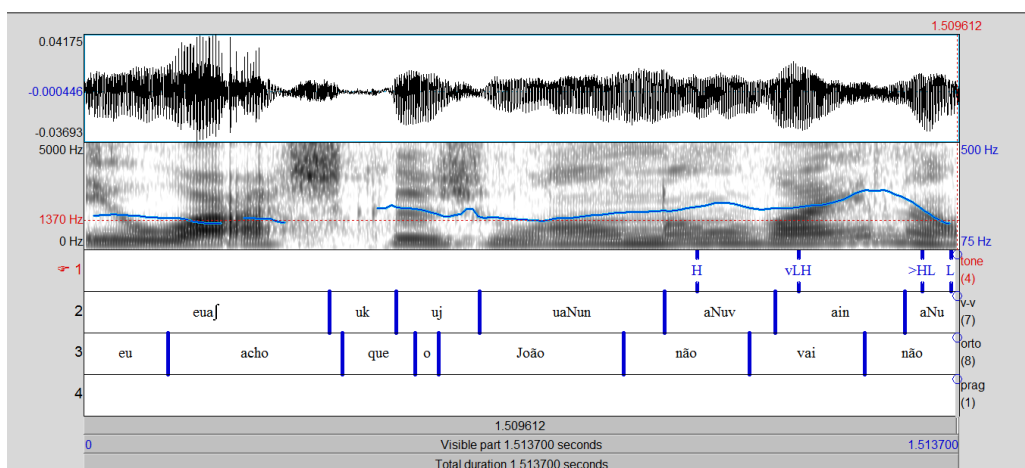 1.509612
0.04175
-0.000446
-0.03693
5000 Hz 500 Hz
1370 Hz
0 Hz 75 Hz
☞ 1 H vLH >HL L tone (4)
2 euaʃ uk uj uaNun aNuv ain aNu v-v (7)
3 eu acho que o João não vai não orto (8)
4 prag (1)
1.509612
0 Visible part 1.513700 seconds 1.513700
Total duration 1.513700 seconds